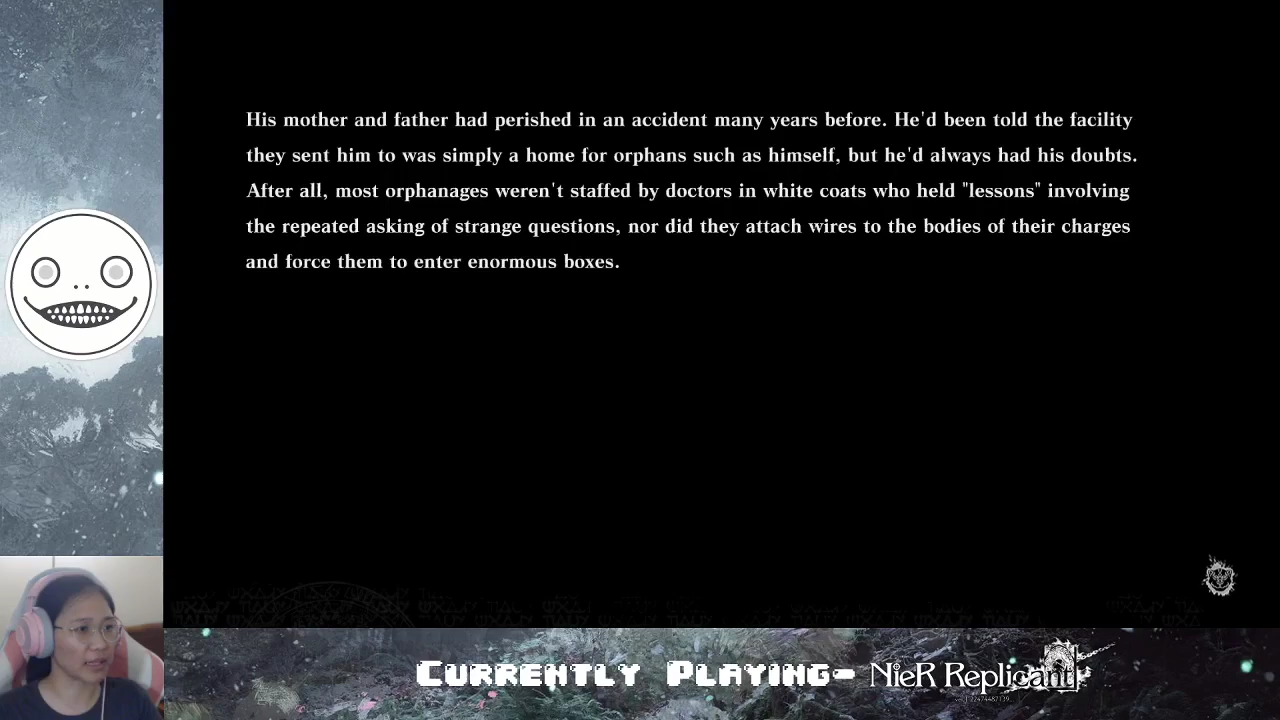 His mother and father had perished in an accident many years before. He'd been told the facility
they sent him to was simply a home for orphans such as himself, but he'd always had his doubts.
After all, most orphanages weren't staffed by doctors in white coats who held "lessons" involving
the repeated asking of strange questions, nor did they attach wires to the bodies of their charges
and force them to enter enormous boxes.
Currently Playing- NieR Replicant